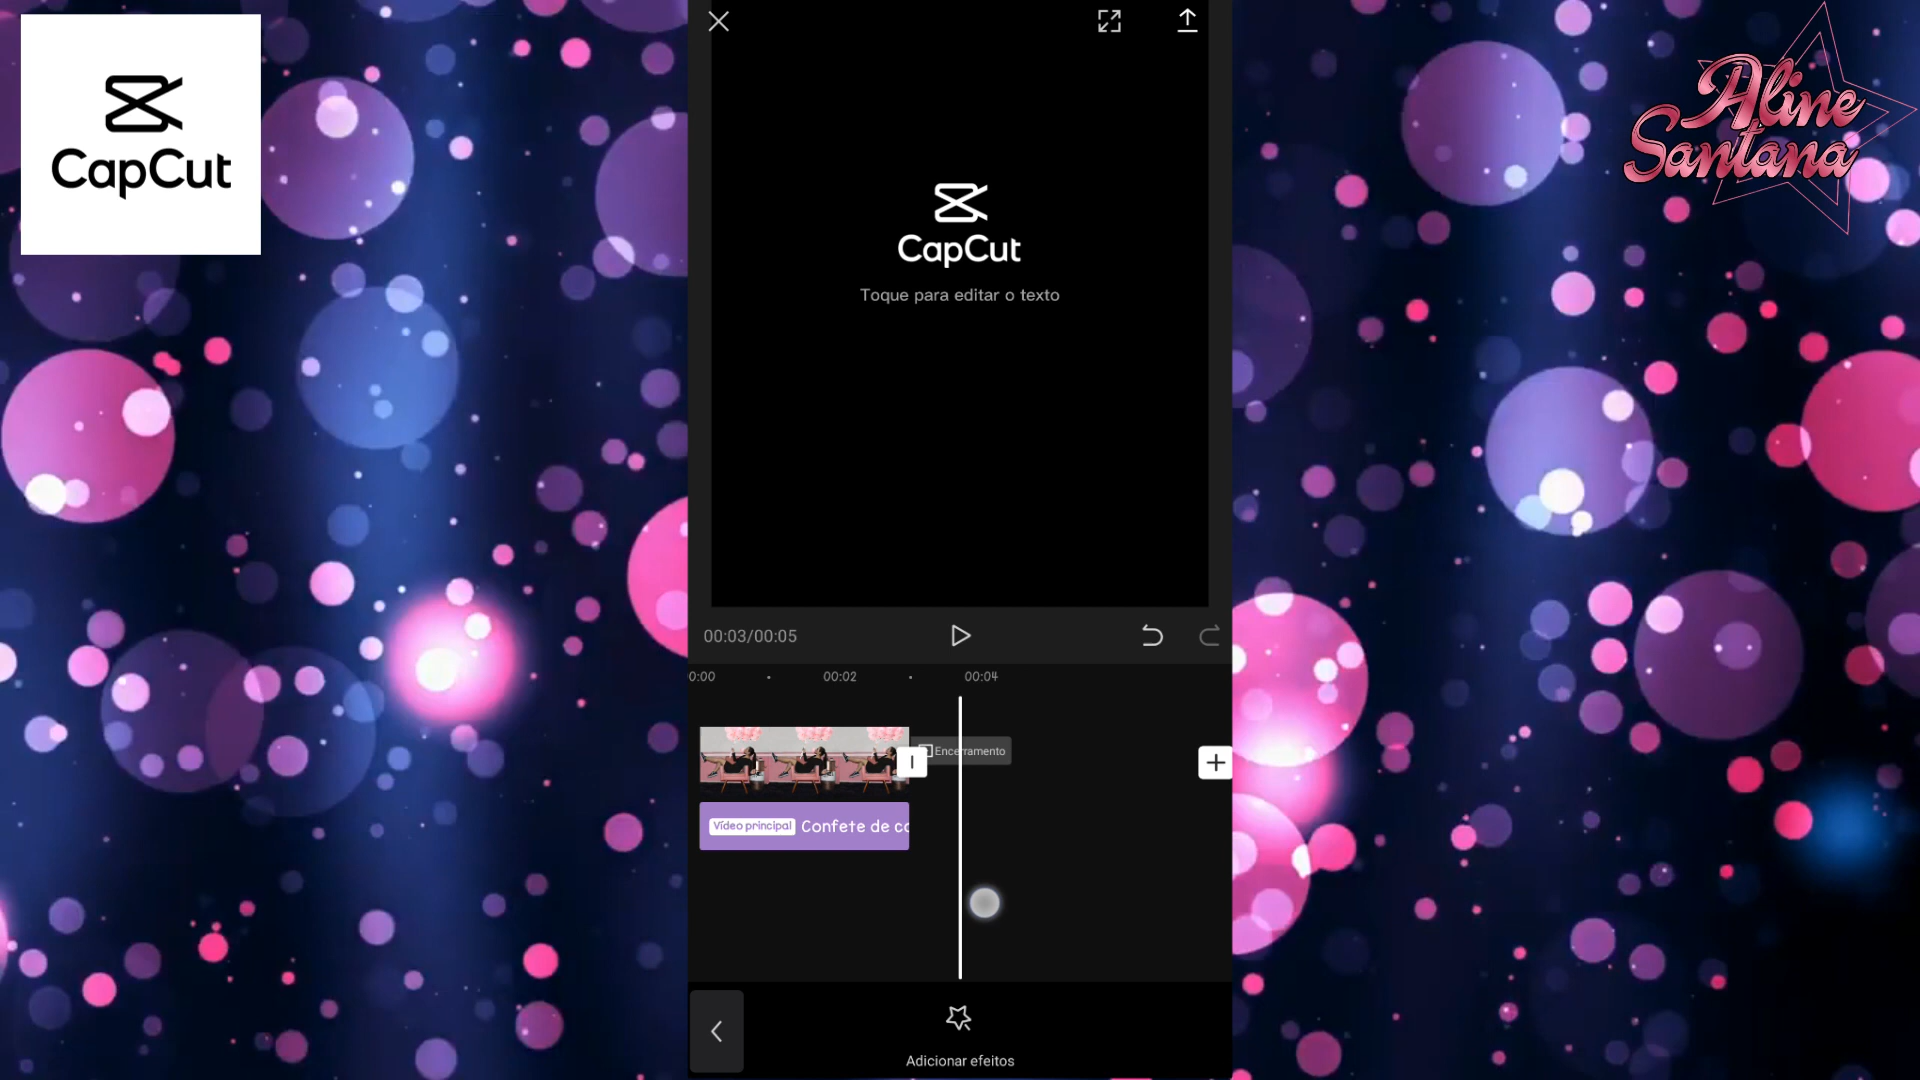 CapCut
Aline
Santana
CapCut
Toque para editar o texto
00:03/00:05
0:00
00:02
00:04
Encerramento
Vídeo principal Confete de co
Adicionar efeitos